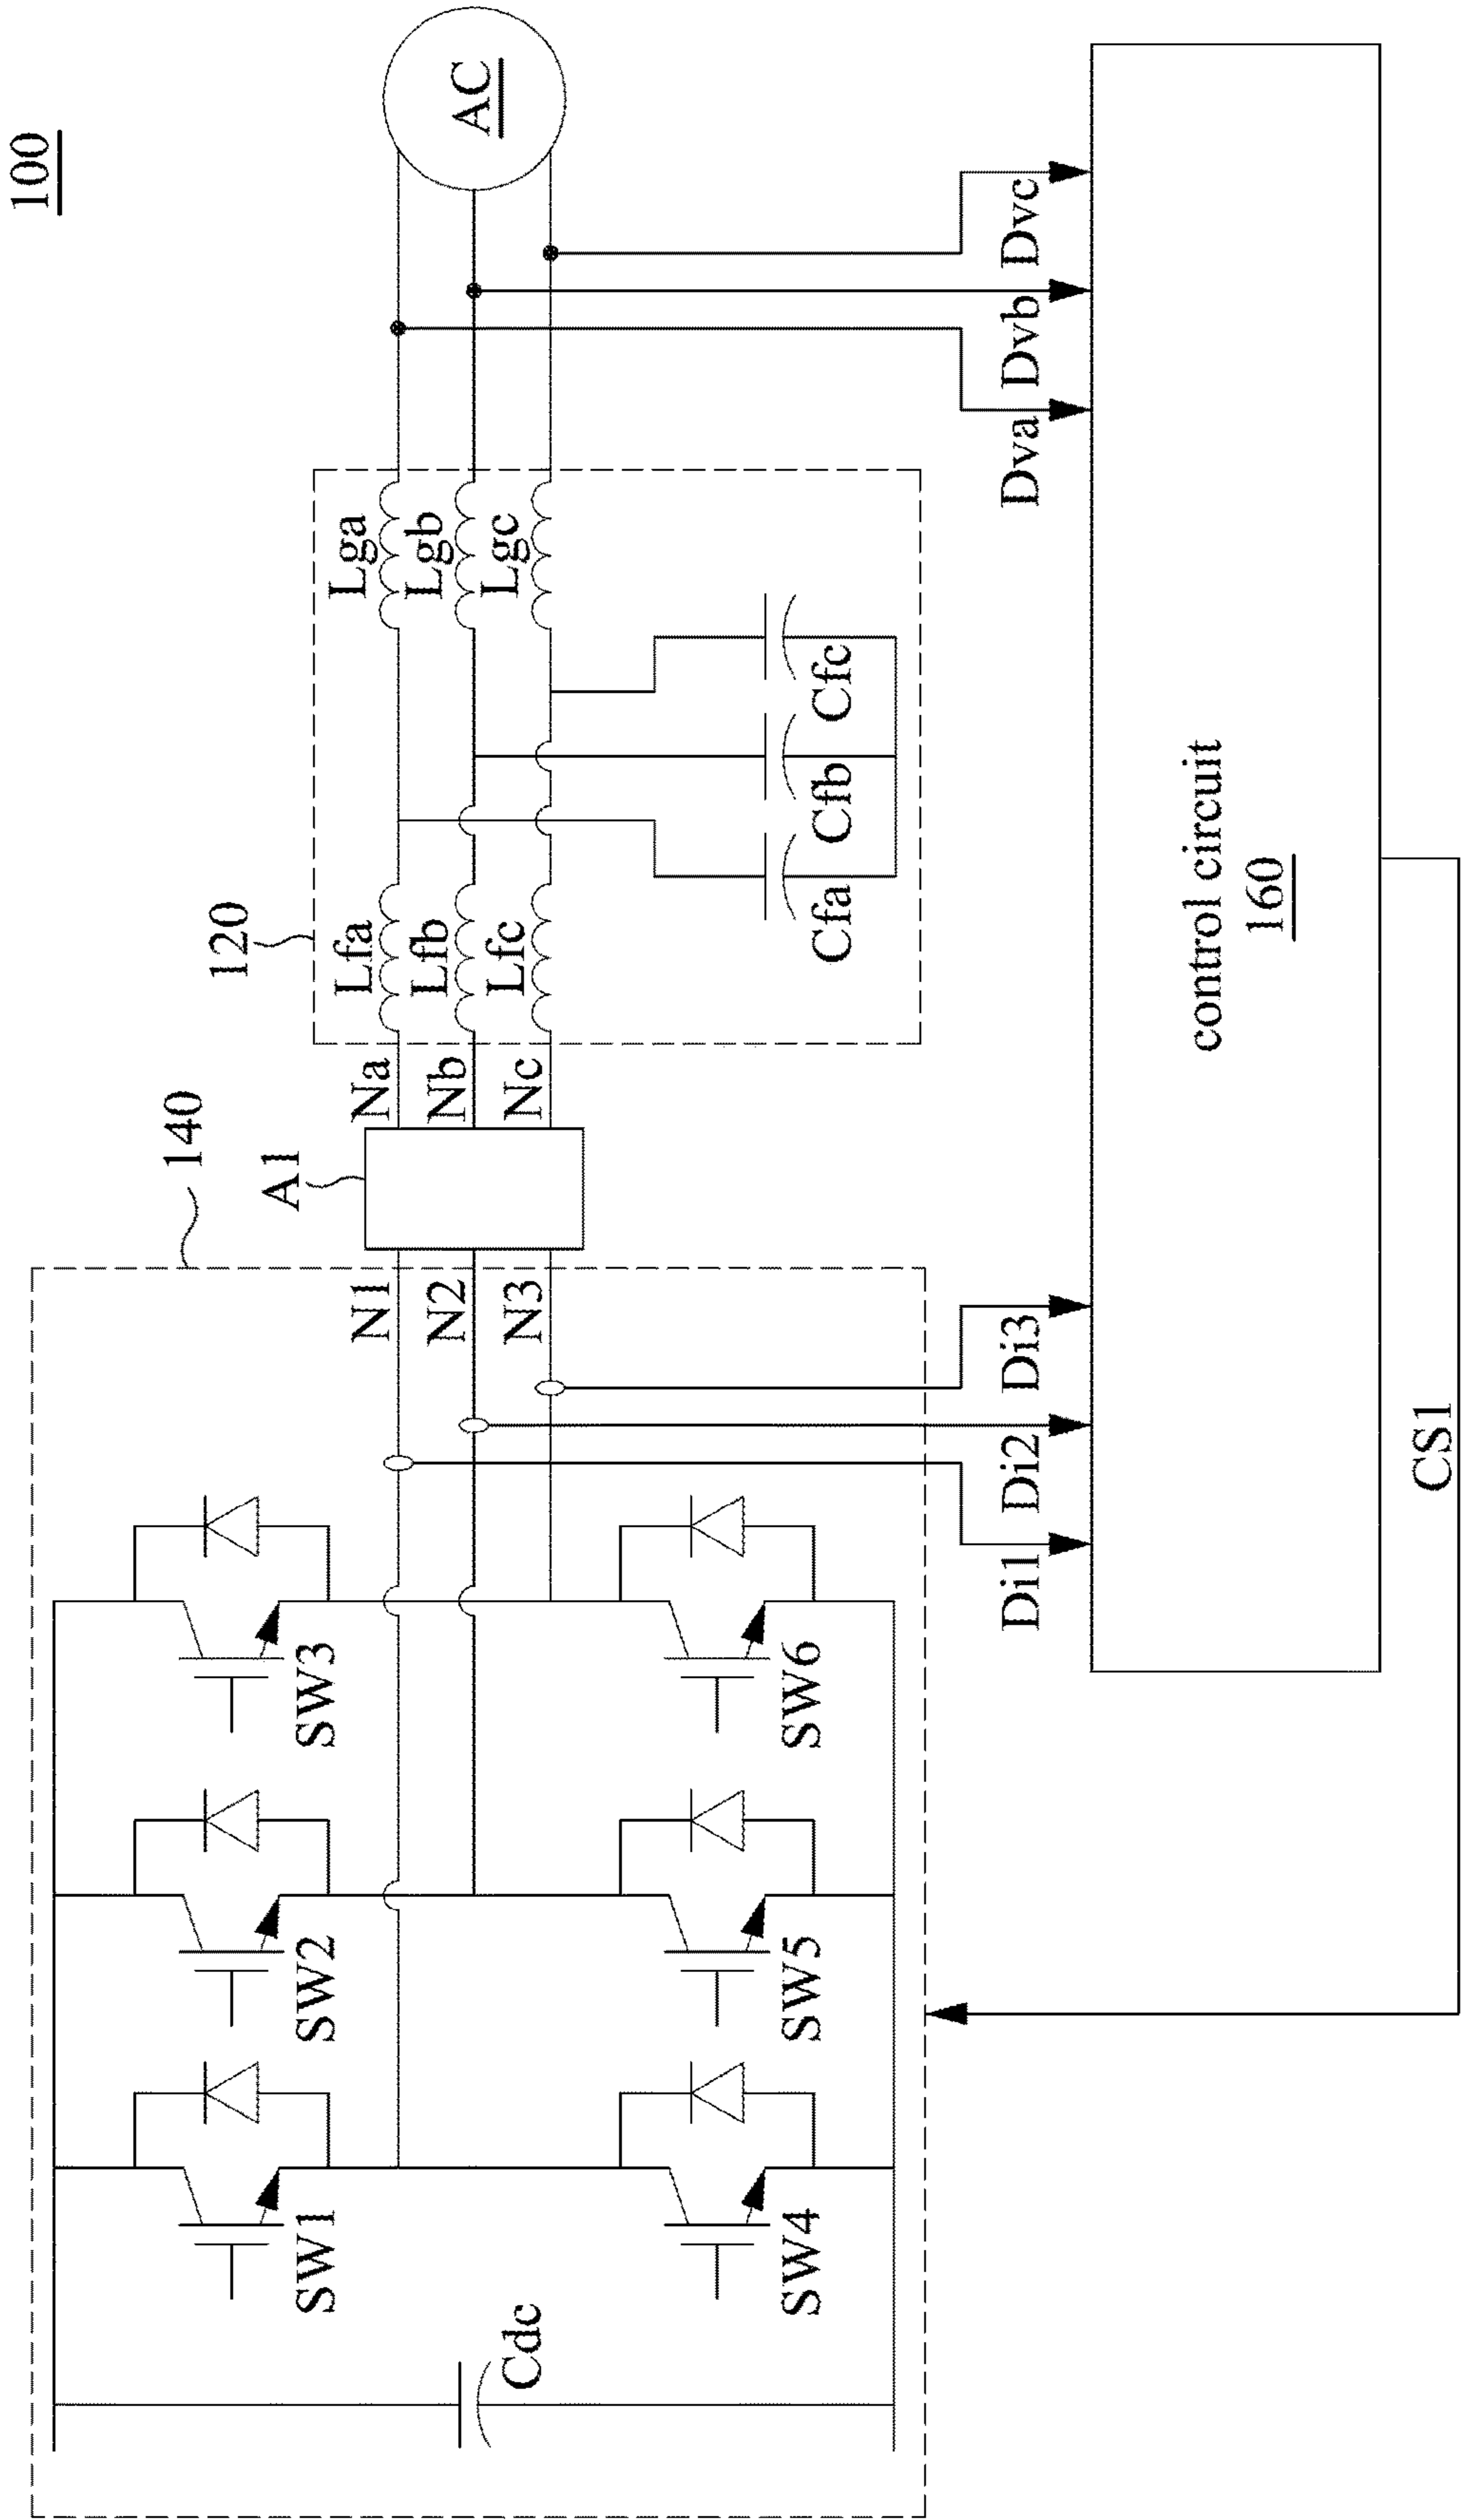 100
140
120
A1
AC
SW1
SW2
SW3
N1
N2
N3
Na
Nb
Nc
Lfa
Lfb
Lfc
Lga
Lgb
Lgc
Cdc
SW4
SW5
SW6
Cfa
Cfb
Cfc
Di1
Di2
Di3
Dva
Dvb
Dvc
control circuit
160
CS1